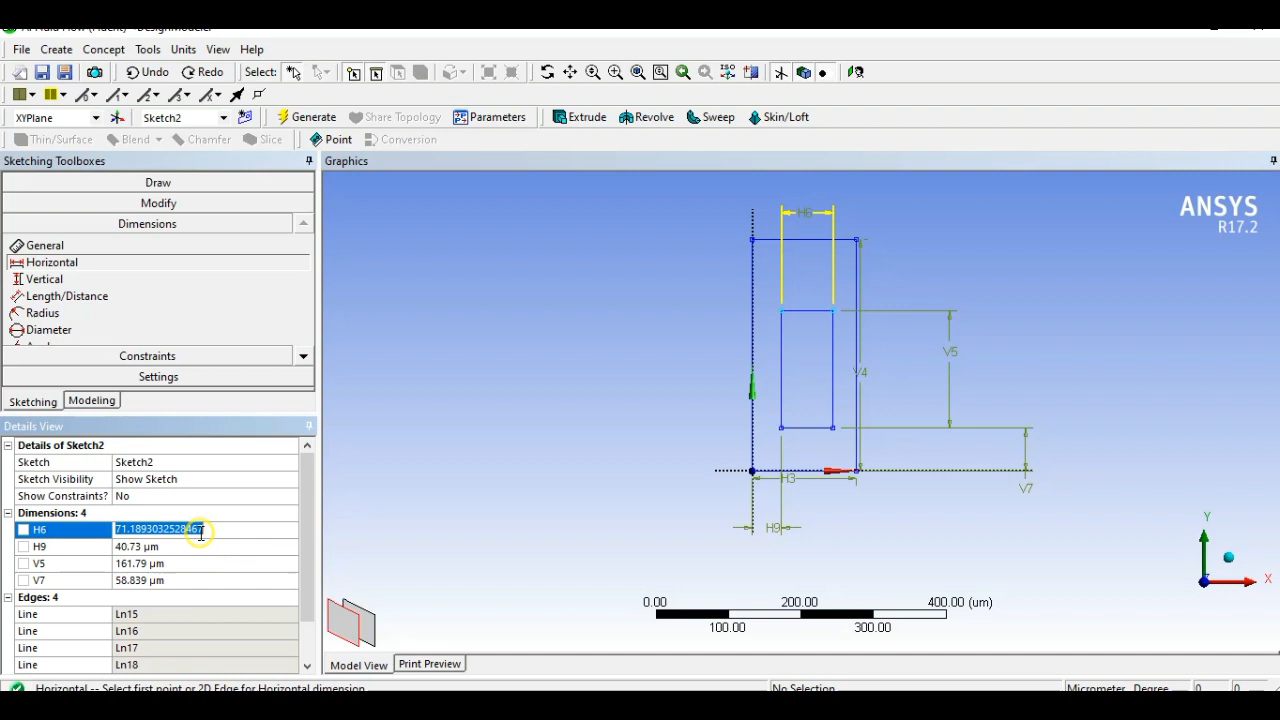 File Create Concept Tools Units View Help
Undo Redo Select:
XYPlane Sketch2 Generate Share Topology Parameters Extrude Revolve Sweep Skin/Loft
Thin/Surface Blend Chamfer Slice Point Conversion
Sketching Toolboxes
Draw
Modify
Dimensions
General
Horizontal
Vertical
Length/Distance
Radius
Diameter
Constraints
Settings
Sketching Modeling
Details View
Details of Sketch2
Sketch Sketch2
Sketch Visibility Show Sketch
Show Constraints? No
Dimensions: 4
H6 71.1893032528467
H9 40.73 µm
V5 161.79 µm
V7 58.839 µm
Edges: 4
Line Ln15
Line Ln16
Line Ln17
Line Ln18
Graphics
ANSYS
R17.2
H6
V5
V4
H3
V7
H9
Y
X
0.00 200.00 400.00 (um)
100.00 300.00
Model View Print Preview
Horizontal -- Select first point or 2D Edge for Horizontal dimension
No Selection
Micrometer Degree 0 0